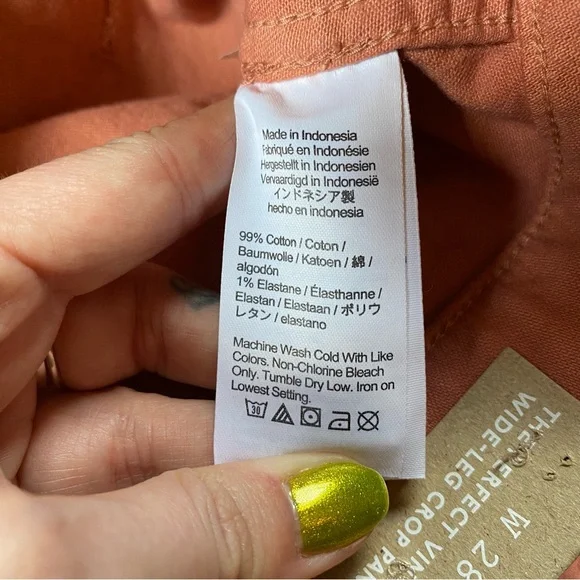 Made in Indonesia
Fabriqué en Indonésie
Hergestellt in Indonesien
Vervaardigd in Indonesië
インドネシア製
hecho en indonesia
99% Cotton / Coton /
Baumwolle / Katoen / 綿 /
algodón
1% Elastane / Élasthanne /
Elastan / Elastaan / ポリウ
レタン / elastano
Machine Wash Cold With Like
Colors. Non-Chlorine Bleach
Only. Tumble Dry Low. Iron on
Lowest Setting.
30
THE PERFECT VIN
WIDE-LEG CROP PAN
W 28